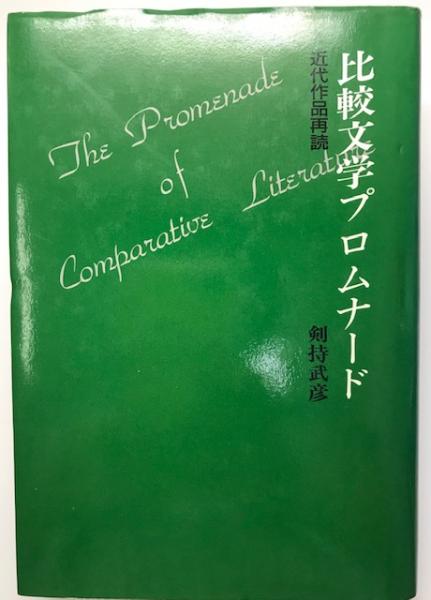 比較文学プロムナード
近代作品再読
剣持武彦
The Promenade
of
Comparative Literature